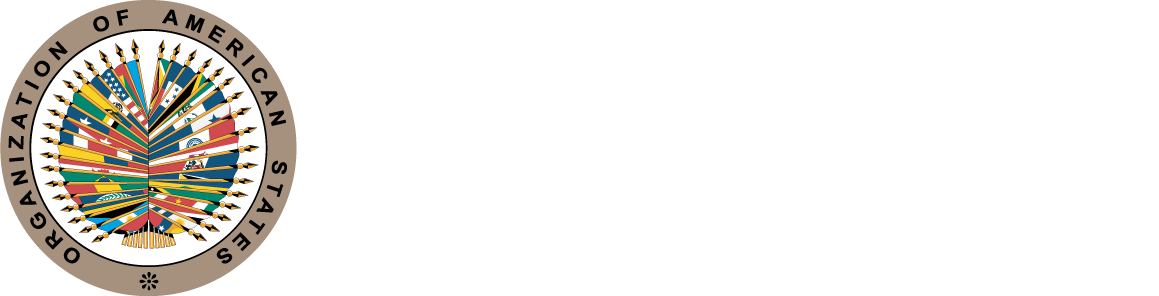 ORGANIZATION OF AMERICAN STATES